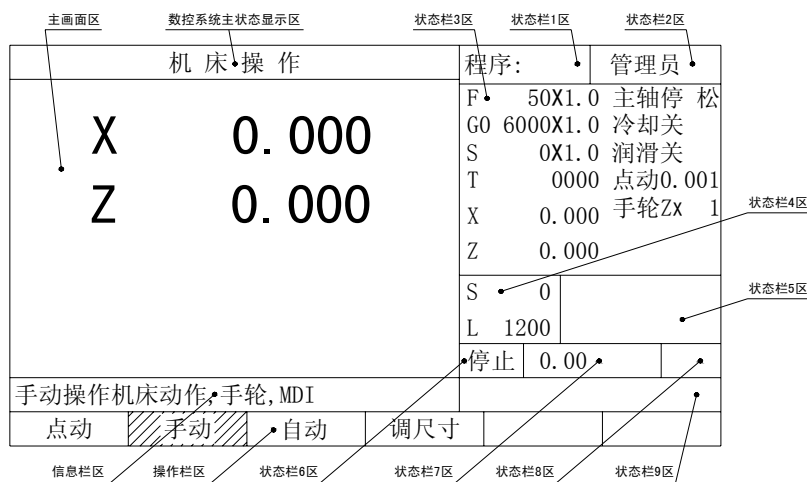 主画面区 数控系统主状态显示区 状态栏3区 状态栏1区 状态栏2区
机床操作 程序: 管理员
F 50X1.0 主轴停 松
G0 6000X1.0 冷却关
S 0X1.0 润滑关
T 0000 点动0.001
X 0.000 手轮ZX 1
Z 0.000
X 0.000
Z 0.000
状态栏4区
S 0
L 1200
状态栏5区
停止 0.00
手动操作机床动作,手轮,MDI
点动 手动 自动 调尺寸
信息栏区 操作栏区 状态栏6区 状态栏7区 状态栏8区 状态栏9区